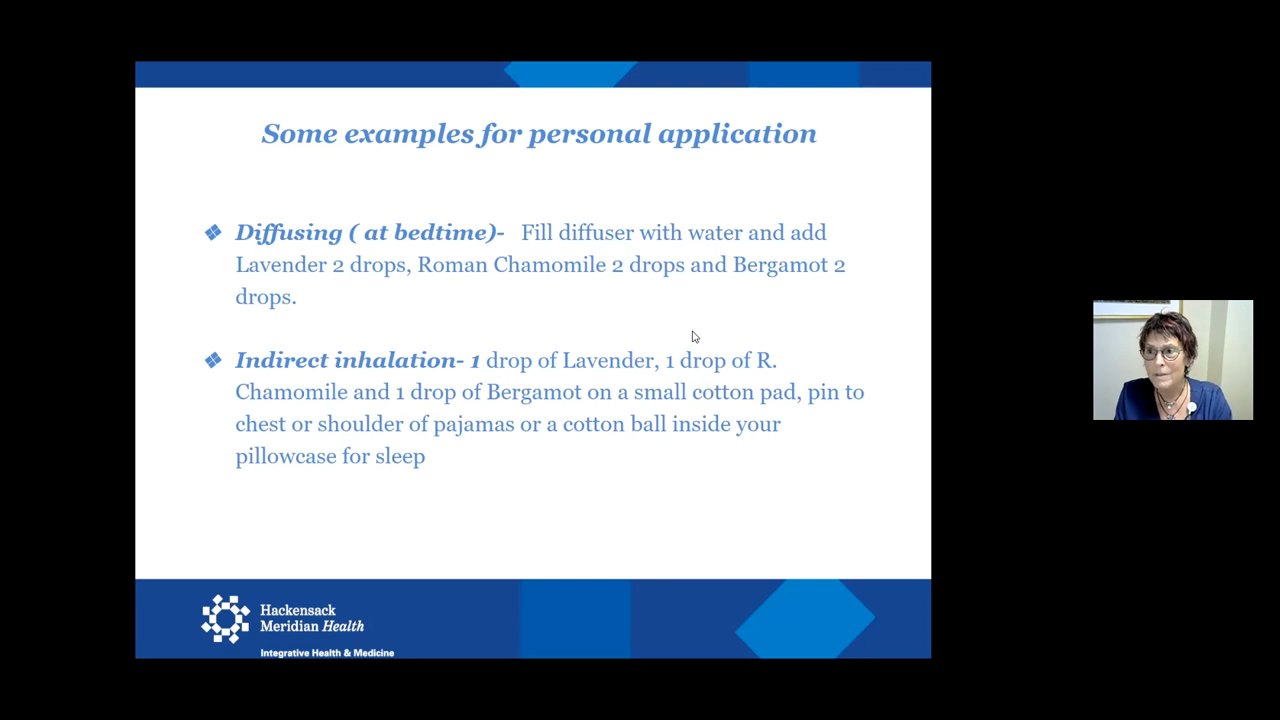 Some examples for personal application
❖ Diffusing ( at bedtime)- Fill diffuser with water and add
Lavender 2 drops, Roman Chamomile 2 drops and Bergamot 2
drops.
❖ Indirect inhalation- 1 drop of Lavender, 1 drop of R.
Chamomile and 1 drop of Bergamot on a small cotton pad, pin to
chest or shoulder of pajamas or a cotton ball inside your
pillowcase for sleep
Hackensack
Meridian Health
Integrative Health & Medicine